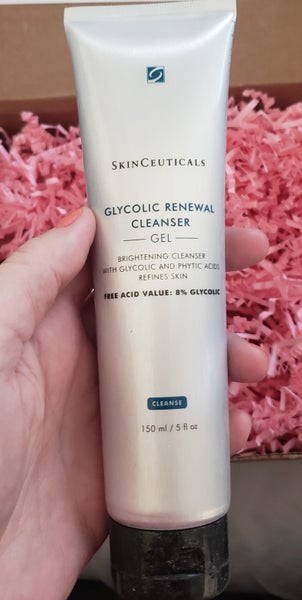 SKINCEUTICALS
GLYCOLIC RENEWAL
CLEANSER
GEL
BRIGHTENING CLEANSER
WITH GLYCOLIC AND PHYTIC ACIDS
REFINES SKIN
FREE ACID VALUE: 8% GLYCOLIC
CLEANSE
150 ml / 5 fl oz